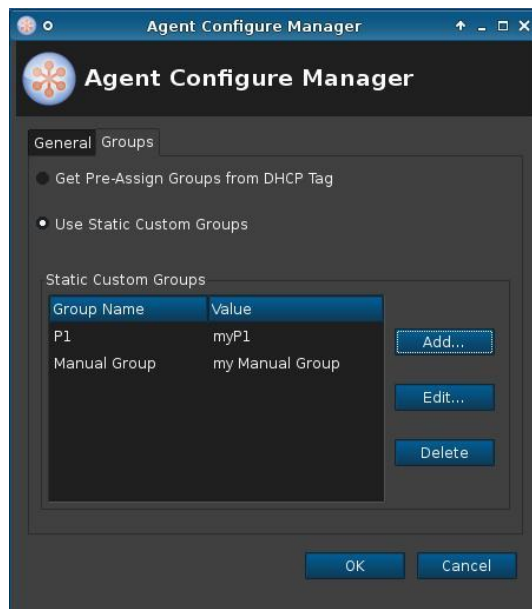 Agent Configure Manager
Agent Configure Manager
General Groups
Get Pre-Assign Groups from DHCP Tag
Use Static Custom Groups
Static Custom Groups
Group Name Value
P1 myP1
Manual Group my Manual Group
Add...
Edit...
Delete
OK Cancel